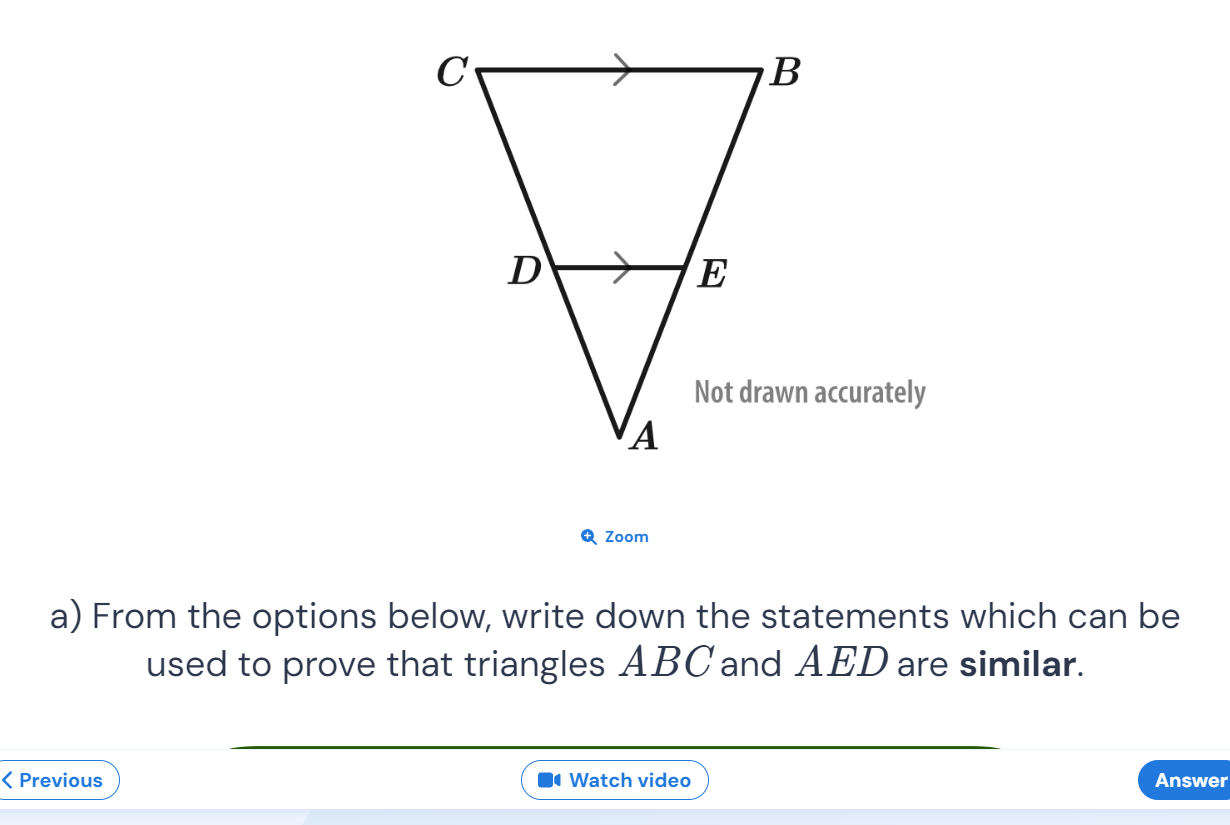 C B
D E
Not drawn accurately
A
Zoom
a) From the options below, write down the statements which can be
used to prove that triangles ABC and AED are similar.
Previous Watch video Answer